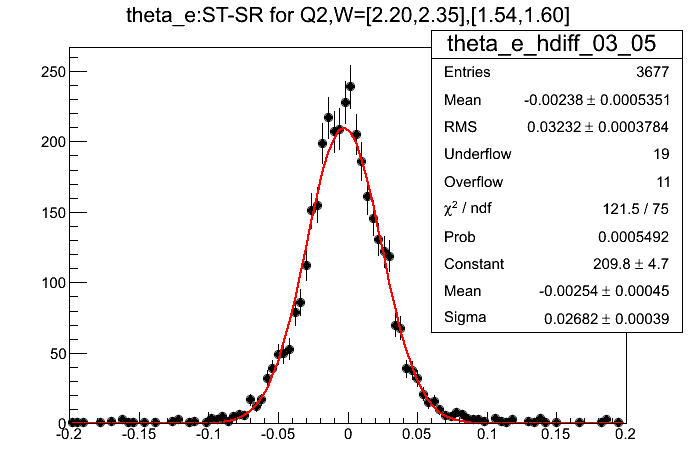 theta_e:ST-SR for Q2,W=[2.20,2.35],[1.54,1.60]
theta_e_hdiff_03_05
Entries 3677
Mean -0.00238 ± 0.0005351
RMS 0.03232 ± 0.0003784
Underflow 19
Overflow 11
χ² / ndf 121.5 / 75
Prob 0.0005492
Constant 209.8 ± 4.7
Mean -0.00254 ± 0.00045
Sigma 0.02682 ± 0.00039
250
200
150
100
50
0
-0.2 -0.15 -0.1 -0.05 0 0.05 0.1 0.15 0.2